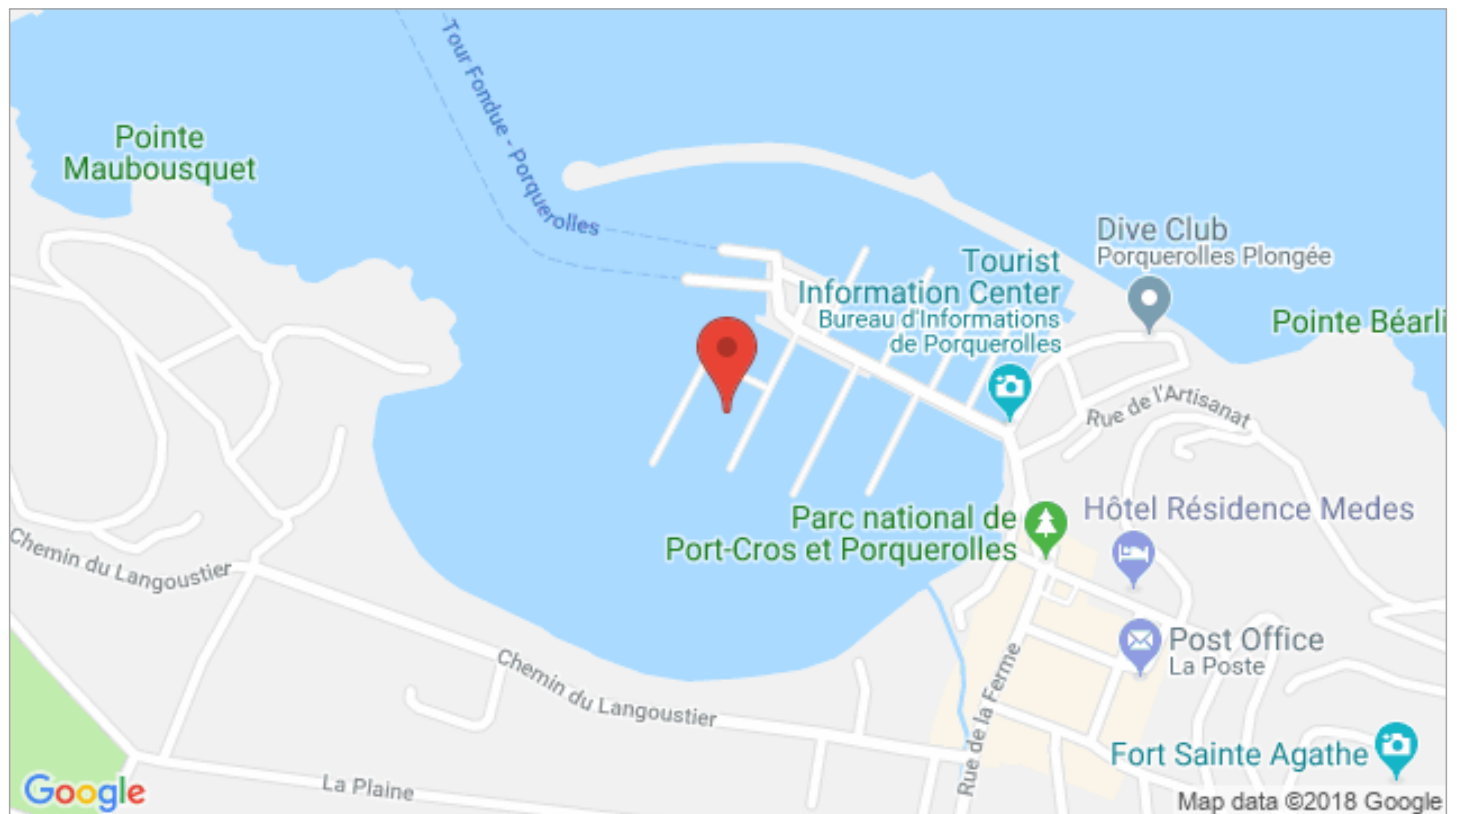 Tour Fondue - Porquerolles
Pointe
Maubousquet
Dive Club
Porquerolles Plongée
Tourist
Information Center
Bureau d'Informations
de Porquerolles
Pointe Béarli
Rue de l'Artisanat
Parc national de
Port-Cros et Porquerolles
Hôtel Résidence Medes
Chemin du Langoustier
Post Office
La Poste
Chemin du Langoustier
Rue de la Ferme
Fort Sainte Agathe
La Plaine
Google
Map data ©2018 Google